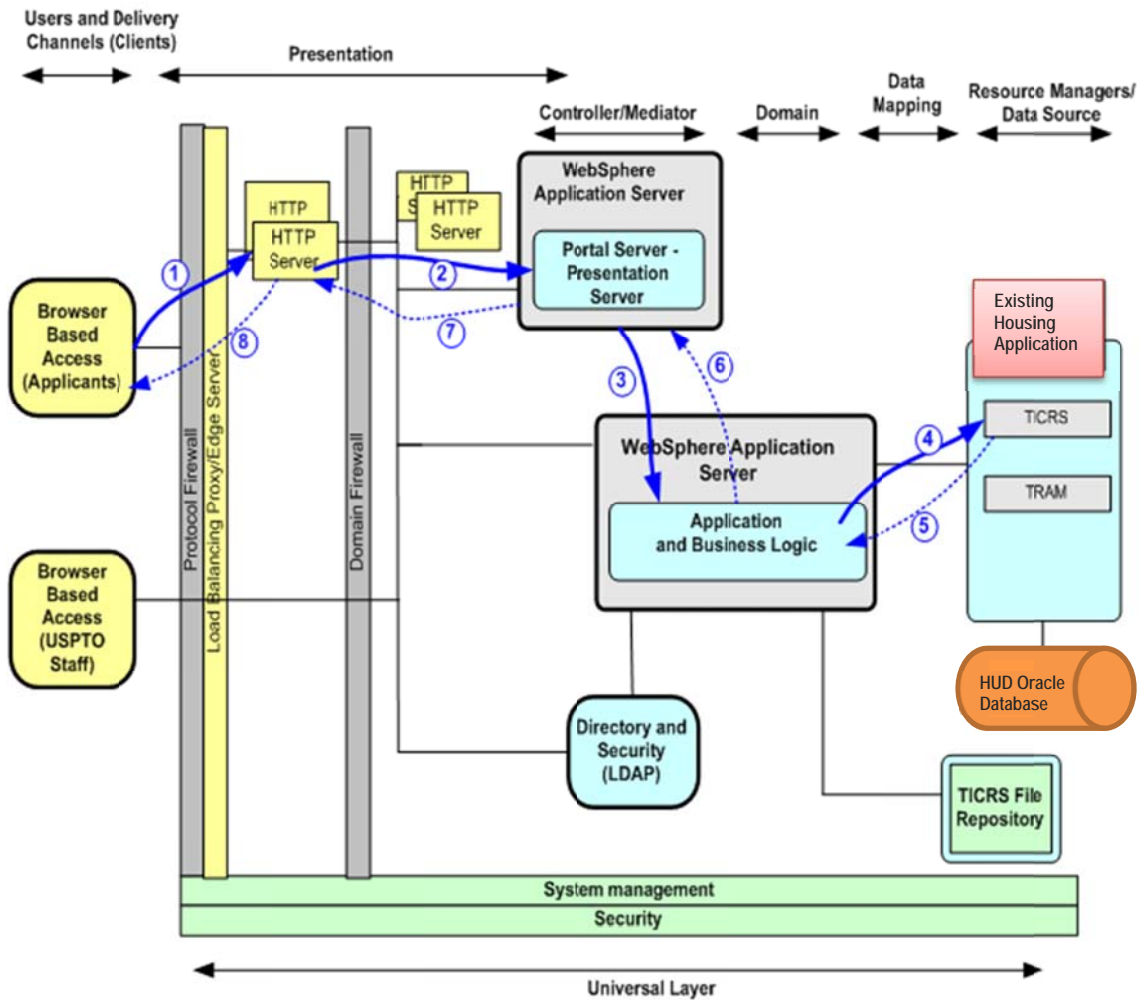 Users and Delivery
Channels (Clients)
Presentation
Controller/Mediator
Domain
Data
Mapping
Resource Managers/
Data Source
WebSphere
Application Server
Portal Server -
Presentation
Server
HTTP
HTTP
Server
HTTP
S
HTTP
Server
1
2
7
8
3
6
4
5
Browser
Based
Access
(Applicants)
Browser
Based
Access
(USPTO
Staff)
Protocol Firewall
Load Balancing Proxy/Edge Server
Domain Firewall
WebSphere Application
Server
Application
and Business Logic
Existing
Housing
Application
TICRS
TRAM
HUD Oracle
Database
Directory and
Security
(LDAP)
TICRS File
Repository
System management
Security
Universal Layer